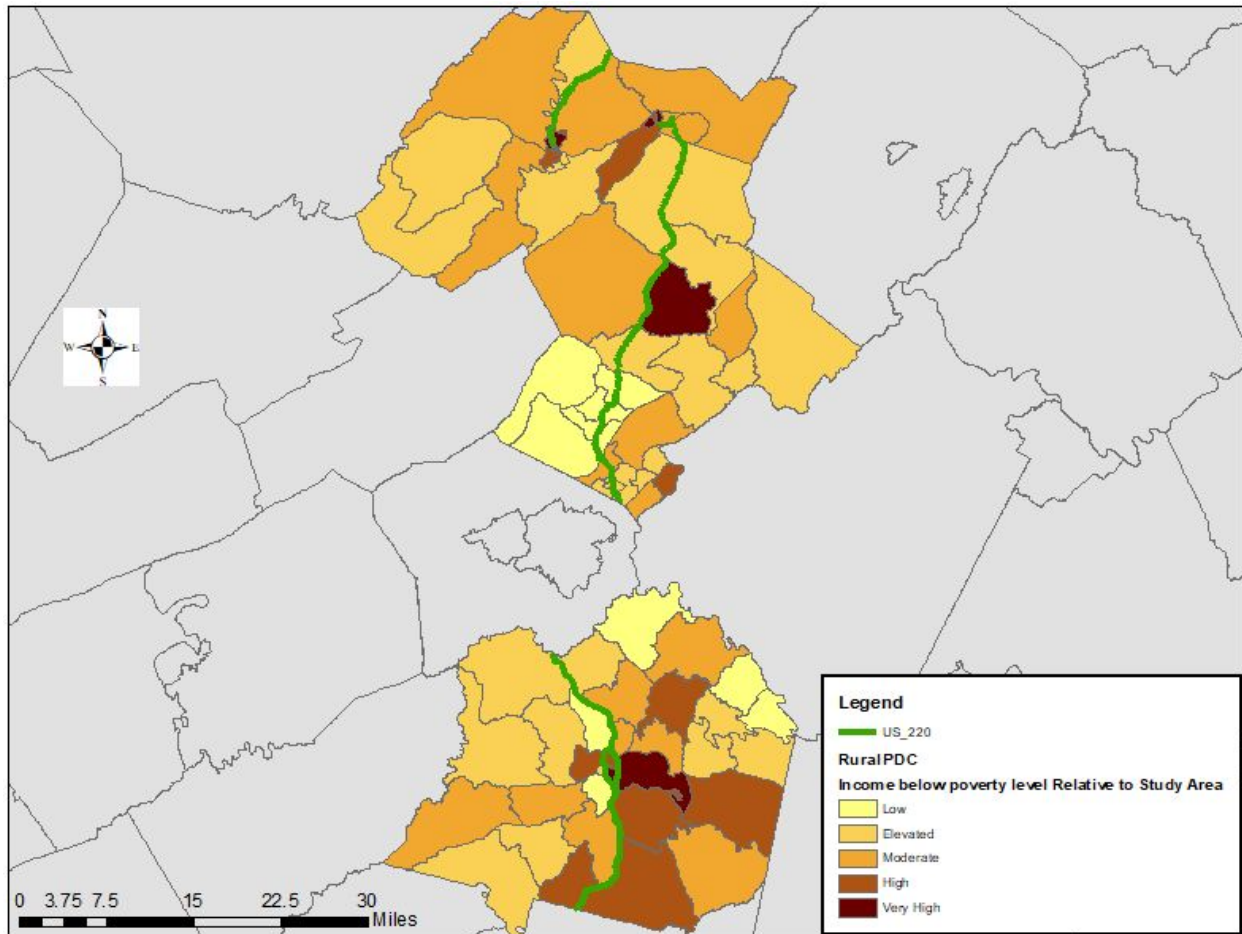 N
W E
S
Legend
US_220
Rural PDC
Income below poverty level Relative to Study Area
Low
Elevated
Moderate
High
Very High
0 3.75 7.5 15 22.5 30
Miles